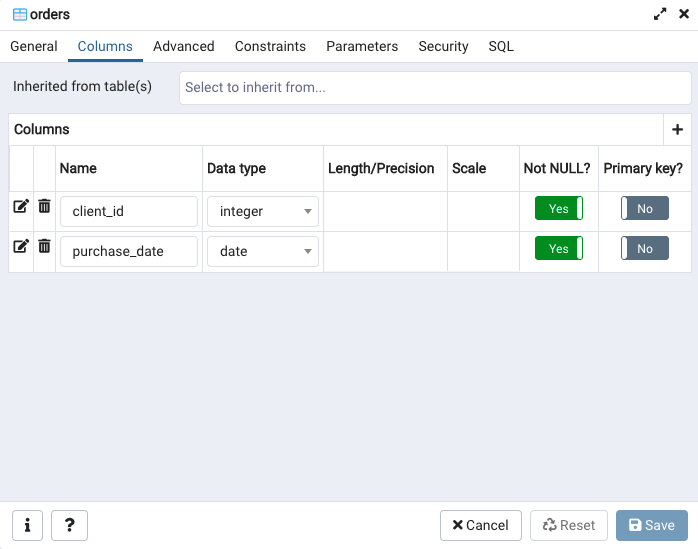 orders
General Columns Advanced Constraints Parameters Security SQL
Inherited from table(s) Select to inherit from...
Columns
Name Data type Length/Precision Scale Not NULL? Primary key?
client_id integer Yes No
purchase_date date Yes No
i ? Cancel Reset Save